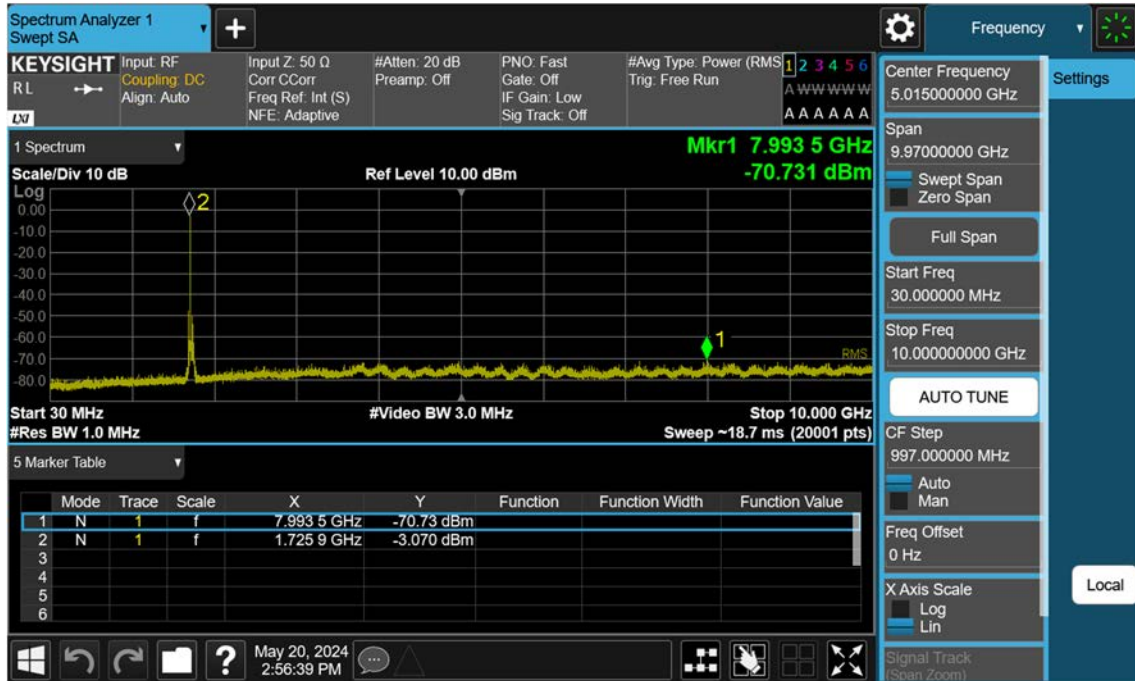 Spectrum Analyzer 1
Swept SA
Frequency
KEYSIGHT
R L
LXI
Input: RF
Coupling: DC
Align: Auto
Input Z: 50 Ω
Corr CCorr
Freq Ref: Int (S)
NFE: Adaptive
#Atten: 20 dB
Preamp: Off
PNO: Fast
Gate: Off
IF Gain: Low
Sig Track: Off
#Avg Type: Power (RMS
Trig: Free Run
1 2 3 4 5 6
A W W W W W
A A A A A A
1 Spectrum
Mkr1 7.993 5 GHz
Scale/Div 10 dB
Ref Level 10.00 dBm
-70.731 dBm
Log
0.00
-10.0
-20.0
-30.0
-40.0
-50.0
-60.0
-70.0
-80.0
2
1
RMS
Start 30 MHz
#Video BW 3.0 MHz
Stop 10.000 GHz
#Res BW 1.0 MHz
Sweep ~18.7 ms (20001 pts)
5 Marker Table
Mode Trace Scale X Y Function Function Width Function Value
1 N 1 f 7.993 5 GHz -70.73 dBm
2 N 1 f 1.725 9 GHz -3.070 dBm
3
4
5
6
Center Frequency
5.015000000 GHz
Settings
Span
9.97000000 GHz
Swept Span
Zero Span
Full Span
Start Freq
30.000000 MHz
Stop Freq
10.000000000 GHz
AUTO TUNE
CF Step
997.000000 MHz
Auto
Man
Freq Offset
0 Hz
X Axis Scale
Log
Lin
Local
Signal Track
(Span Zoom)
?
May 20, 2024
2:56:39 PM